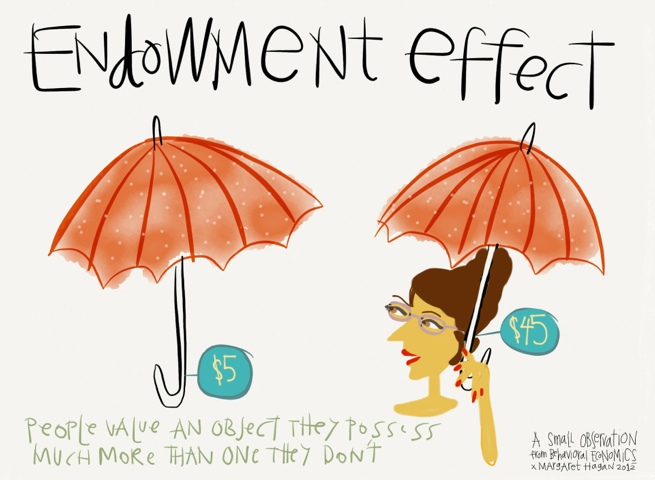 Endowment effect
$5
$45
PEOPLE VALUE AN OBJECT THEY POSSESS
MUCH MORE THAN ONE THEY DON'T
A Small Observation
from Behavioral Economics
x Margaret Hagan 2012